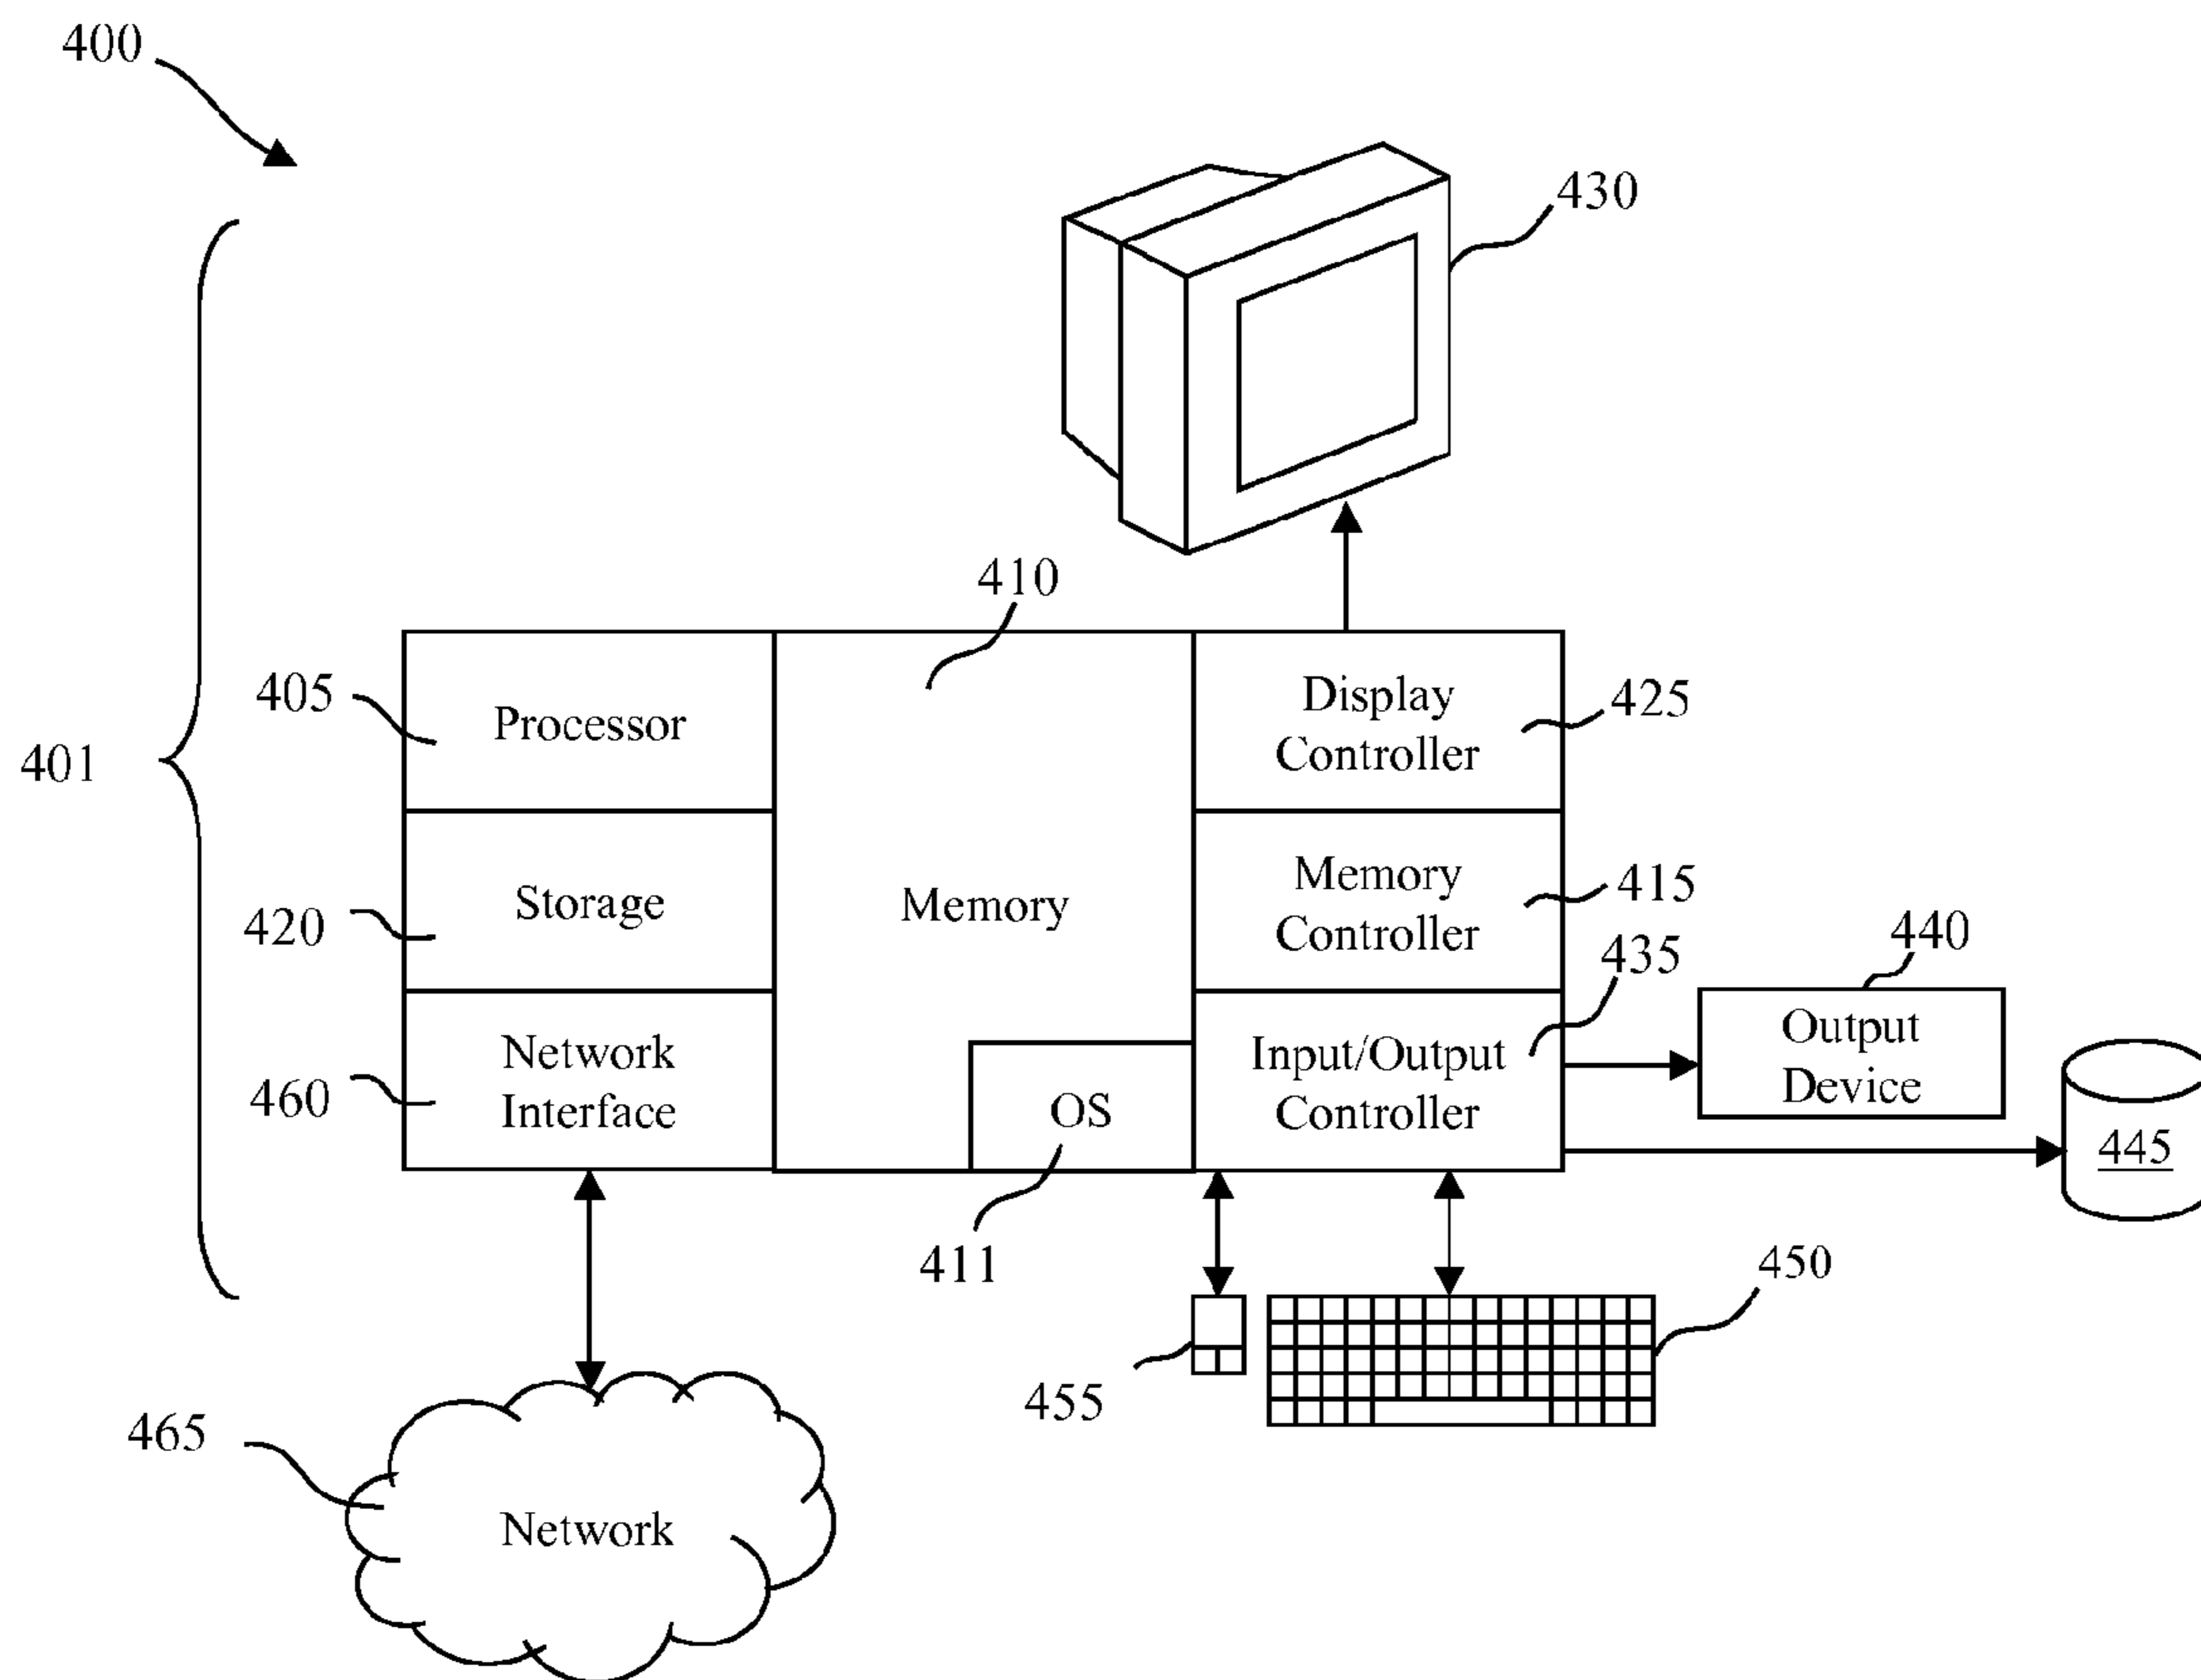 400
430
410
405
Processor
Display
Controller
425
401
Memory
Controller
415
420
Storage
Memory
435
440
Output
Device
460
Network
Interface
OS
Input/Output
Controller
445
411
450
455
465
Network